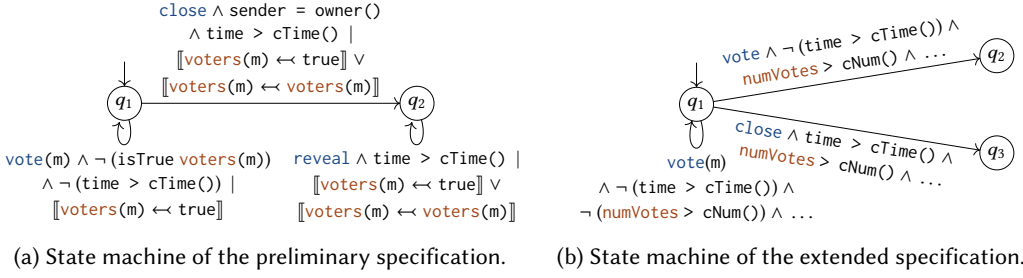 close ∧ sender = owner()
∧ time > cTime() |
⟦voters(m) ↢ true⟧ ∨
⟦voters(m) ↢ voters(m)⟧
q1
q2
vote(m) ∧ ¬ (isTrue voters(m))
∧ ¬ (time > cTime()) |
⟦voters(m) ↢ true⟧
reveal ∧ time > cTime() |
⟦voters(m) ↢ true⟧ ∨
⟦voters(m) ↢ voters(m)⟧
(a) State machine of the preliminary specification.
vote ∧ ¬ (time > cTime()) ∧
numVotes > cNum() ∧ ...
q2
q1
close ∧ time > cTime() ∧
numVotes > cNum() ∧ ...
q3
vote(m)
∧ ¬ (time > cTime()) ∧
¬ (numVotes > cNum()) ∧ ...
(b) State machine of the extended specification.